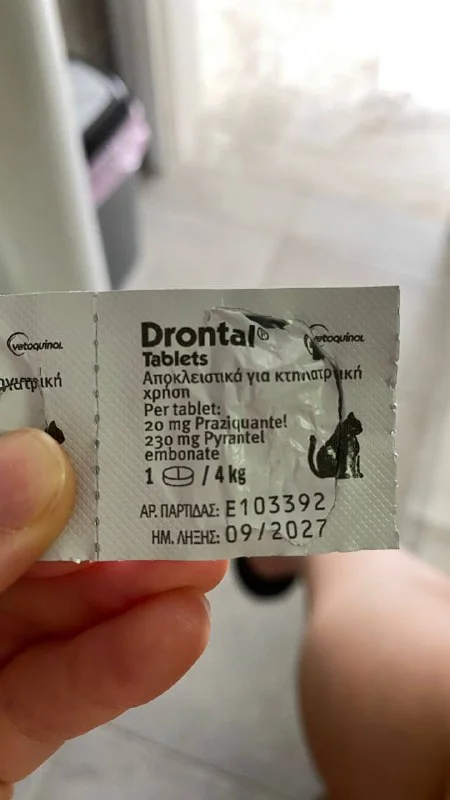 vetoquinol
Drontal® vetoquinol
Tablets
Αποκλειστικά για κτηνιατρική
χρήση
Per tablet:
20 mg Praziquantel
230 mg Pyrantel
embonate
1 / 4 kg
ΑΡ. ΠΑΡΤΙΔΑΣ: E103392
ΗΜ. ΛΗΞΗΣ: 09/2027